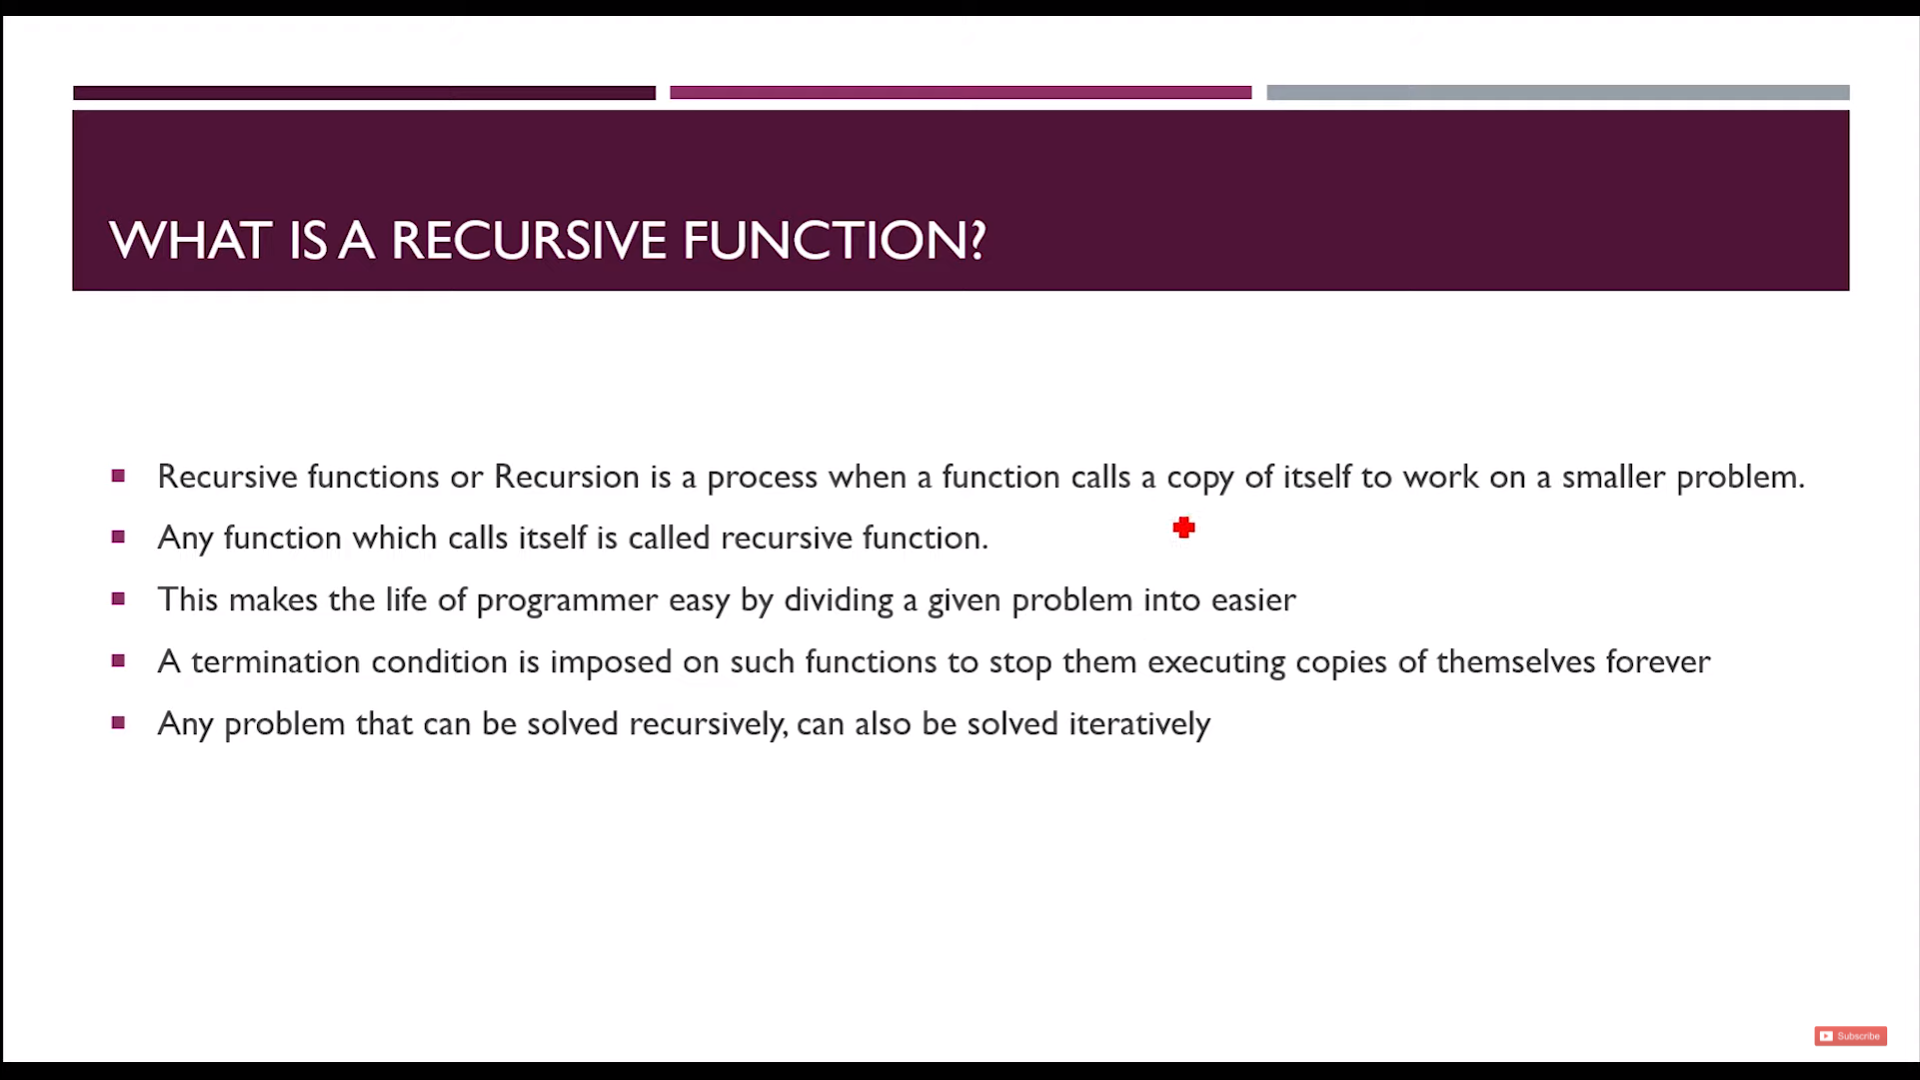 WHAT IS A RECURSIVE FUNCTION?
Recursive functions or Recursion is a process when a function calls a copy of itself to work on a smaller problem.
Any function which calls itself is called recursive function.
This makes the life of programmer easy by dividing a given problem into easier
A termination condition is imposed on such functions to stop them executing copies of themselves forever
Any problem that can be solved recursively, can also be solved iteratively
Subscribe